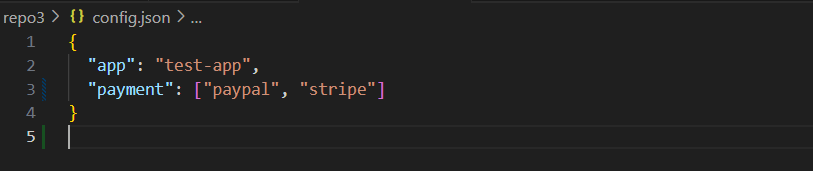 repo3 > {} config.json > ...
1 {
2   "app": "test-app",
3   "payment": ["paypal", "stripe"]
4 }
5